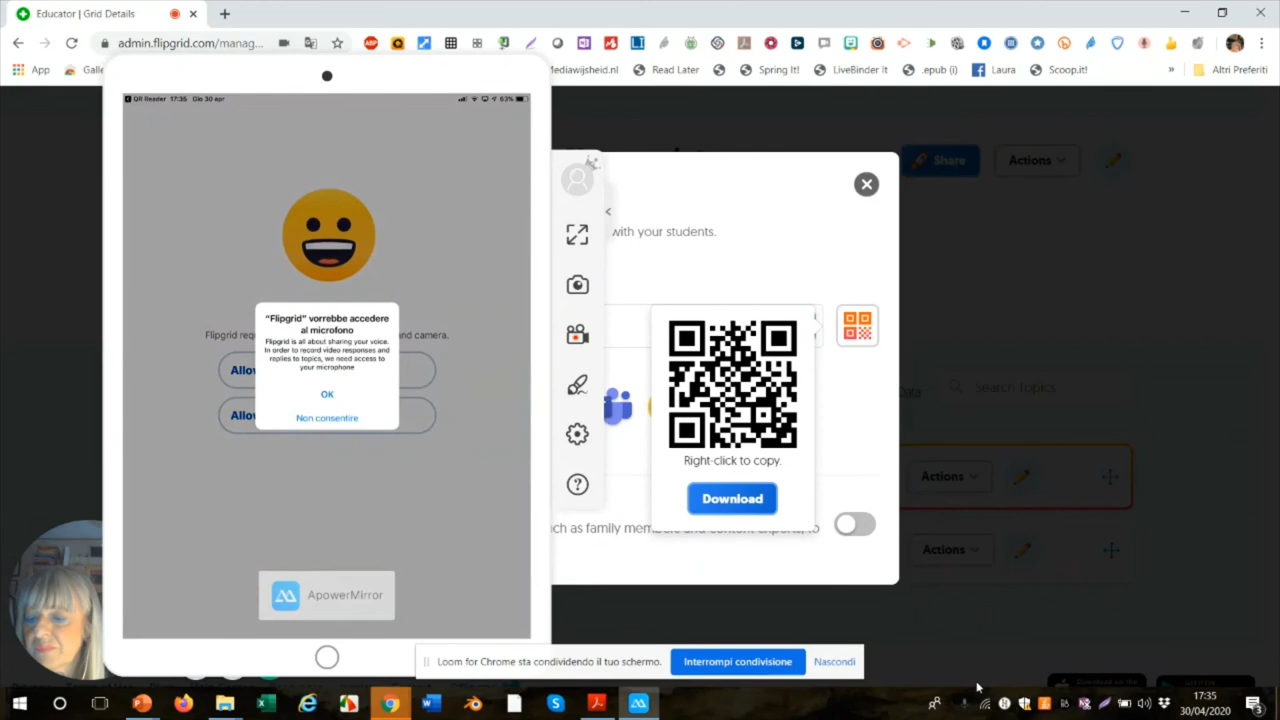 Educator | Grid Details
admin.flipgrid.com/manag...
App
Galle
Mediawijsheid.nl
Read Later
Spring It!
LiveBinder It
.epub (i)
Laura
Scoop.it!
»
Altri Preferiti
QR Reader 17:35 Gio 30 apr
63%
Share
Actions
with your students.
Flipgrid req
and camera.
"Flipgrid" vorrebbe accedere
al microfono
Flipgrid is all about sharing your voice.
In order to record video responses and
replies to topics, we need access to
your microphone
OK
Non consentire
Allow
Allow
Search Topics
Right-click to copy.
Download
Actions
Actions
ch as family members and content exports, to
ApowerMirror
Loom for Chrome sta condividendo il tuo schermo.
Interrompi condivisione
Nascondi
17:35
30/04/2020
3